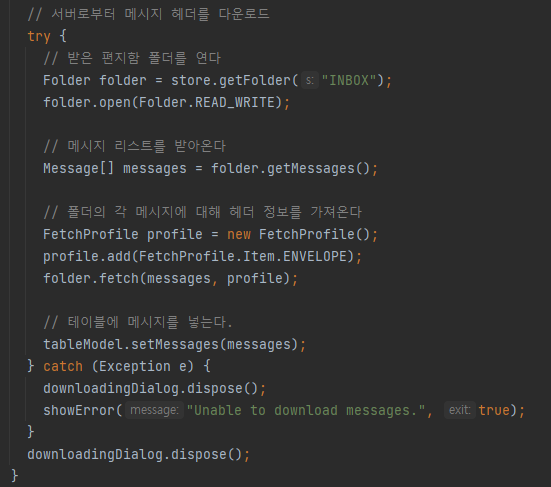 // 서버로부터 메시지 헤더를 다운로드
try {
// 받은 편지함 폴더를 연다
Folder folder = store.getFolder( s: "INBOX");
folder.open(Folder.READ_WRITE);
// 메시지 리스트를 받아온다
Message[] messages = folder.getMessages();
// 폴더의 각 메시지에 대해 헤더 정보를 가져온다
FetchProfile profile = new FetchProfile();
profile.add(FetchProfile.Item.ENVELOPE);
folder.fetch(messages, profile);
// 테이블에 메시지를 넣는다.
tableModel.setMessages(messages);
} catch (Exception e) {
downloadingDialog.dispose();
showError( message: "Unable to download messages.", exit: true);
}
downloadingDialog.dispose();
}